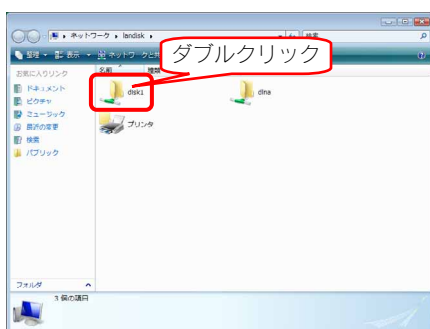 ネットワーク ▸ landisk ▸
検索
整理 表示 ネットワークと共
ダブルクリック
お気に入りリンク
名前 種類
ドキュメント
ピクチャ
ミュージック
最近の変更
検索
パブリック
disk1
dlna
プリンタ
フォルダ
3 個の項目